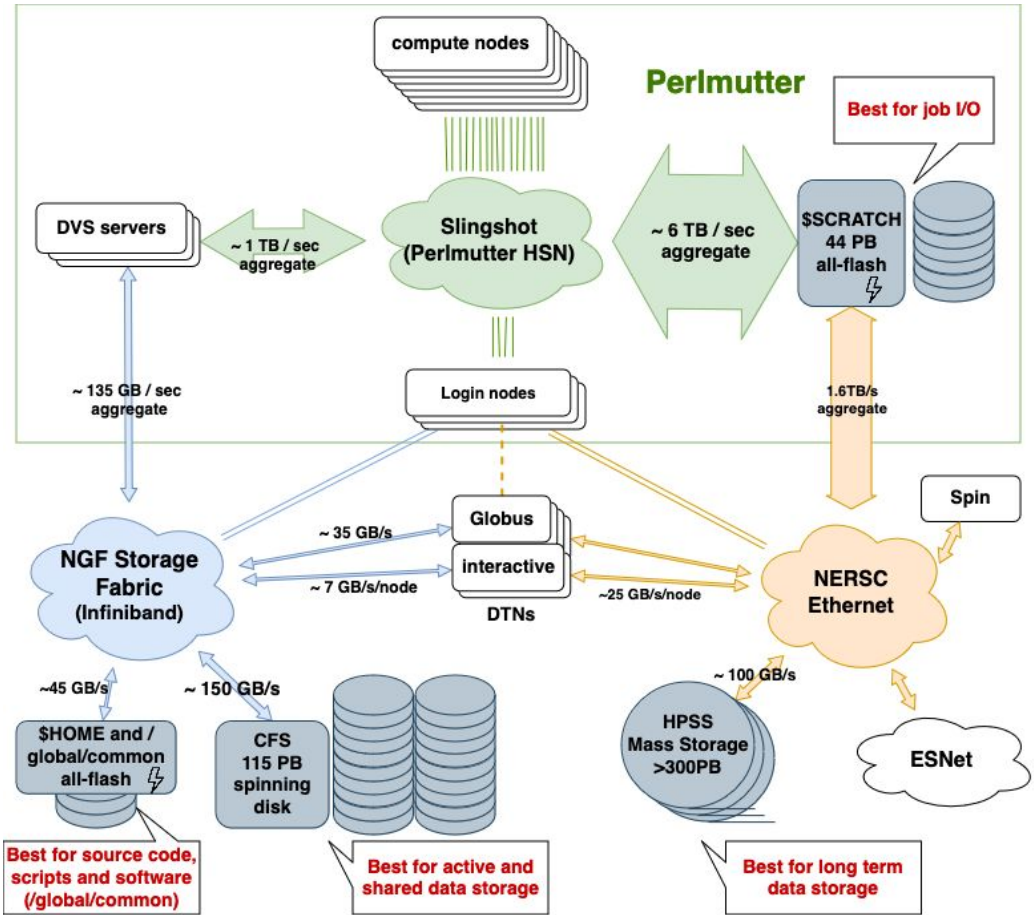 compute nodes
Perlmutter
Best for job I/O
DVS servers
~ 1 TB / sec
aggregate
Slingshot
(Perlmutter HSN)
~ 6 TB / sec
aggregate
$SCRATCH
44 PB
all-flash
~ 135 GB / sec
aggregate
Login nodes
1.6TB/s
aggregate
Spin
NGF Storage
Fabric
(Infiniband)
~ 35 GB/s
~ 7 GB/s/node
Globus
interactive
DTNs
~25 GB/s/node
NERSC
Ethernet
~45 GB/s
~ 150 GB/s
~ 100 GB/s
$HOME and /
global/common
all-flash
CFS
115 PB
spinning
disk
HPSS
Mass Storage
>300PB
ESNet
Best for source code,
scripts and software
(/global/common)
Best for active and
shared data storage
Best for long term
data storage